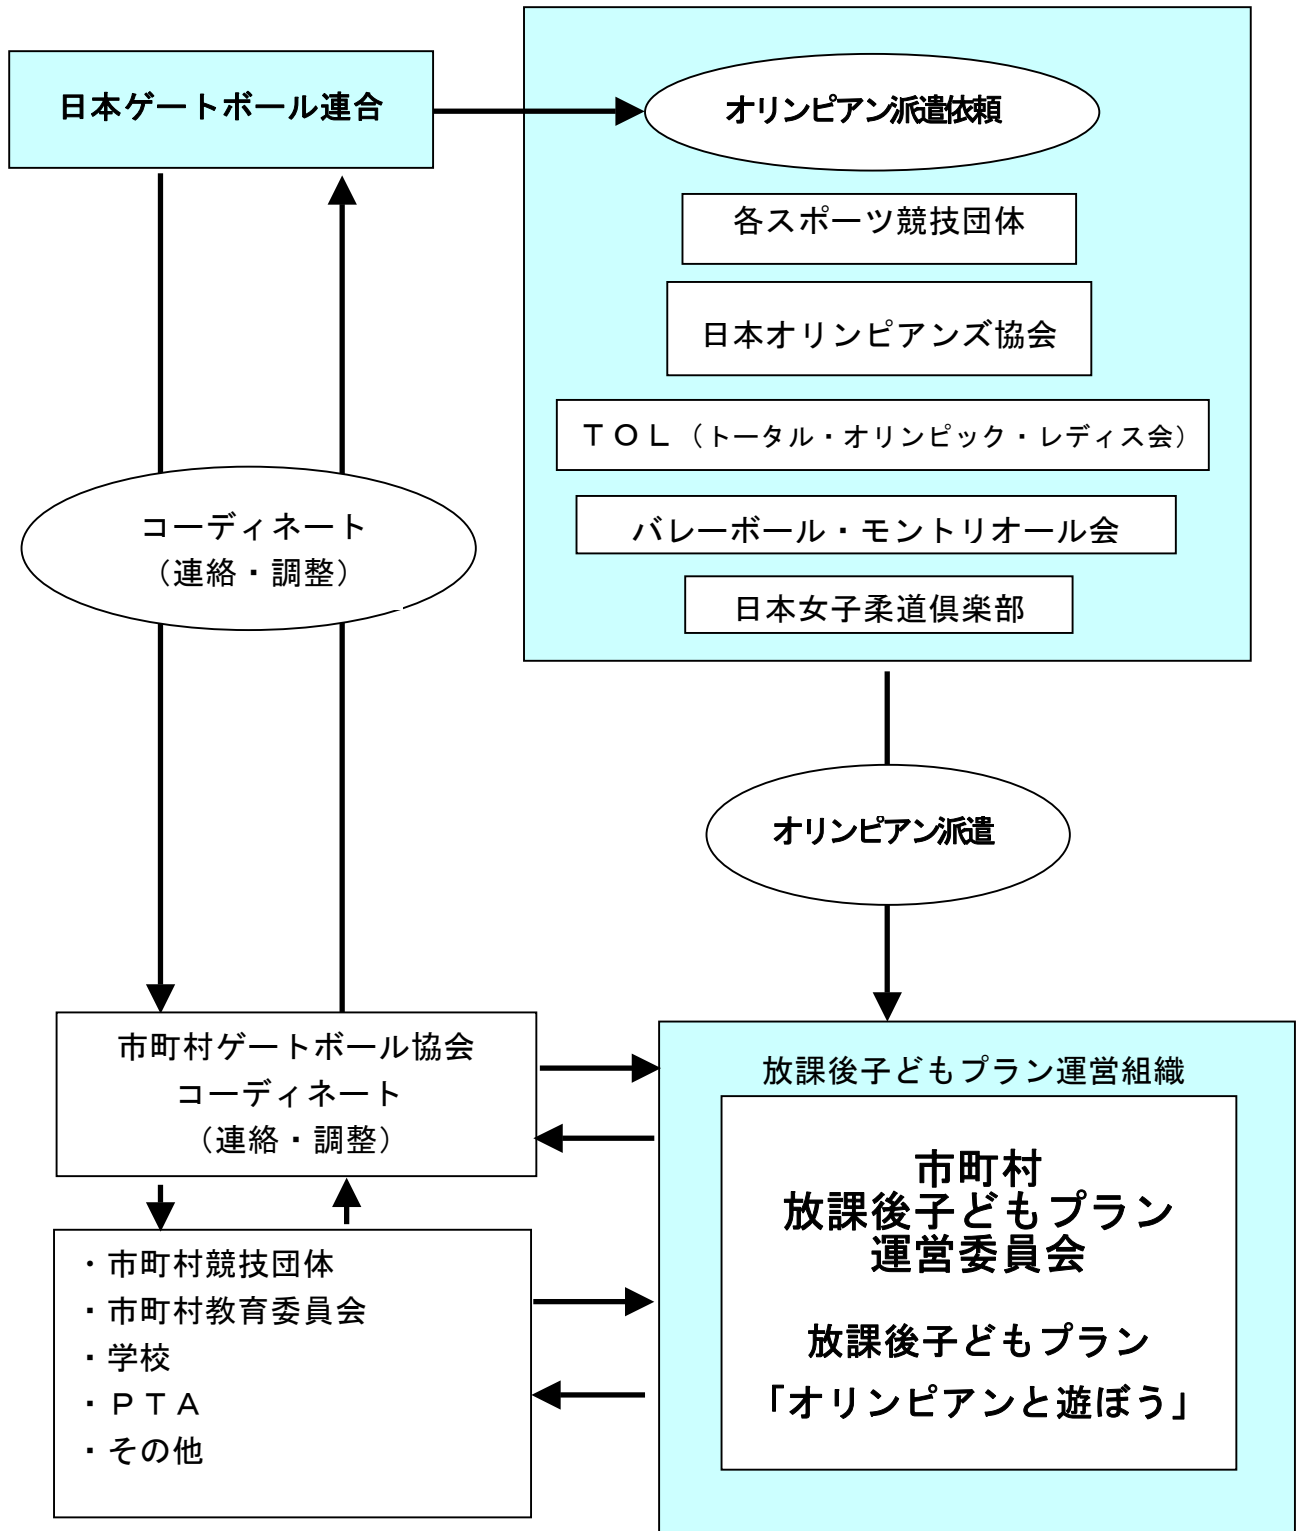 日本ゲートボール連合
オリンピアン派遣依頼
各スポーツ競技団体
日本オリンピアンズ協会
ＴＯＬ（トータル・オリンピック・レディス会）
バレーボール・モントリオール会
日本女子柔道倶楽部
コーディネート
（連絡・調整）
オリンピアン派遣
市町村ゲートボール協会
コーディネート
（連絡・調整）
・市町村競技団体
・市町村教育委員会
・学校
・ＰＴＡ
・その他
放課後子どもプラン運営組織
市町村
放課後子どもプラン
運営委員会
放課後子どもプラン
「オリンピアンと遊ぼう」